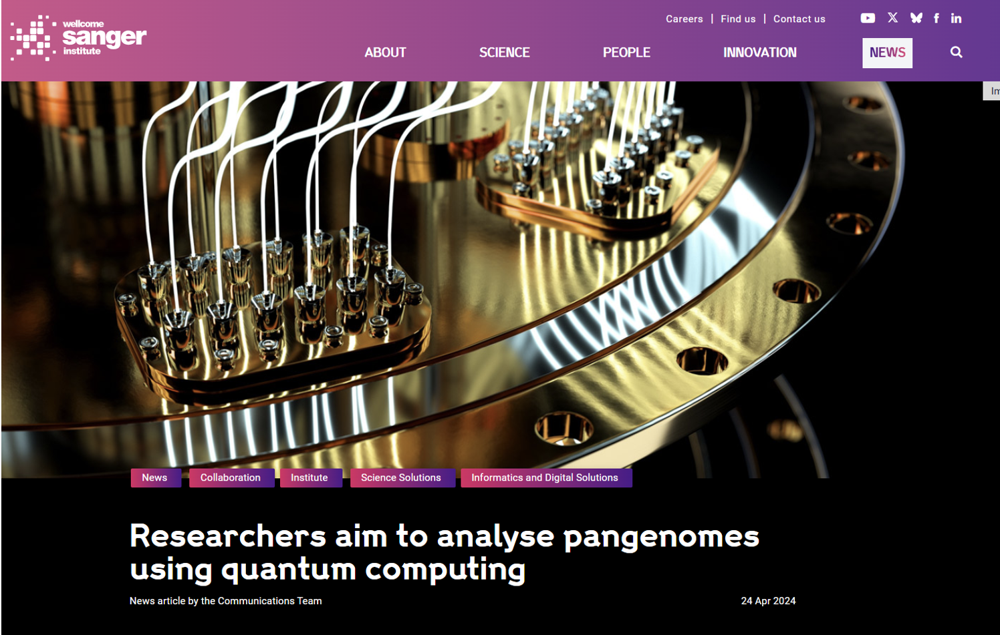 wellcome
sanger
institute
Careers | Find us | Contact us
ABOUT SCIENCE PEOPLE INNOVATION NEWS
News Collaboration Institute Science Solutions Informatics and Digital Solutions
Researchers aim to analyse pangenomes
using quantum computing
News article by the Communications Team 24 Apr 2024